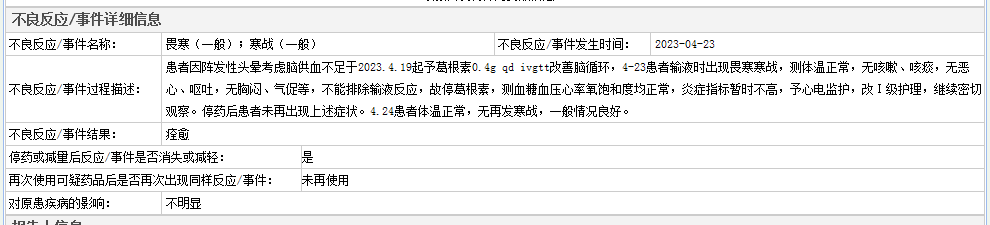 不良反应/事件详细信息
不良反应/事件名称： 畏寒（一般）；寒战（一般） 不良反应/事件发生时间： 2023-04-23
患者因阵发性头晕考虑脑供血不足于2023.4.19起予葛根素0.4g qd ivgtt改善脑循环，4-23患者输液时出现畏寒寒战，测体温正常，无咳嗽、咳痰，无恶
不良反应/事件过程描述： 心、呕吐，无胸闷、气促等，不能排除输液反应，故停葛根素，测血糖血压心率氧饱和度均正常，炎症指标暂时不高，予心电监护，改Ⅰ级护理，继续密切
观察。停药后患者未再出现上述症状。4.24患者体温正常，无再发寒战，一般情况良好。
不良反应/事件结果： 痊愈
停药或减量后反应/事件是否消失或减轻： 是
再次使用可疑药品后是否再次出现同样反应/事件： 未再使用
对原患疾病的影响： 不明显